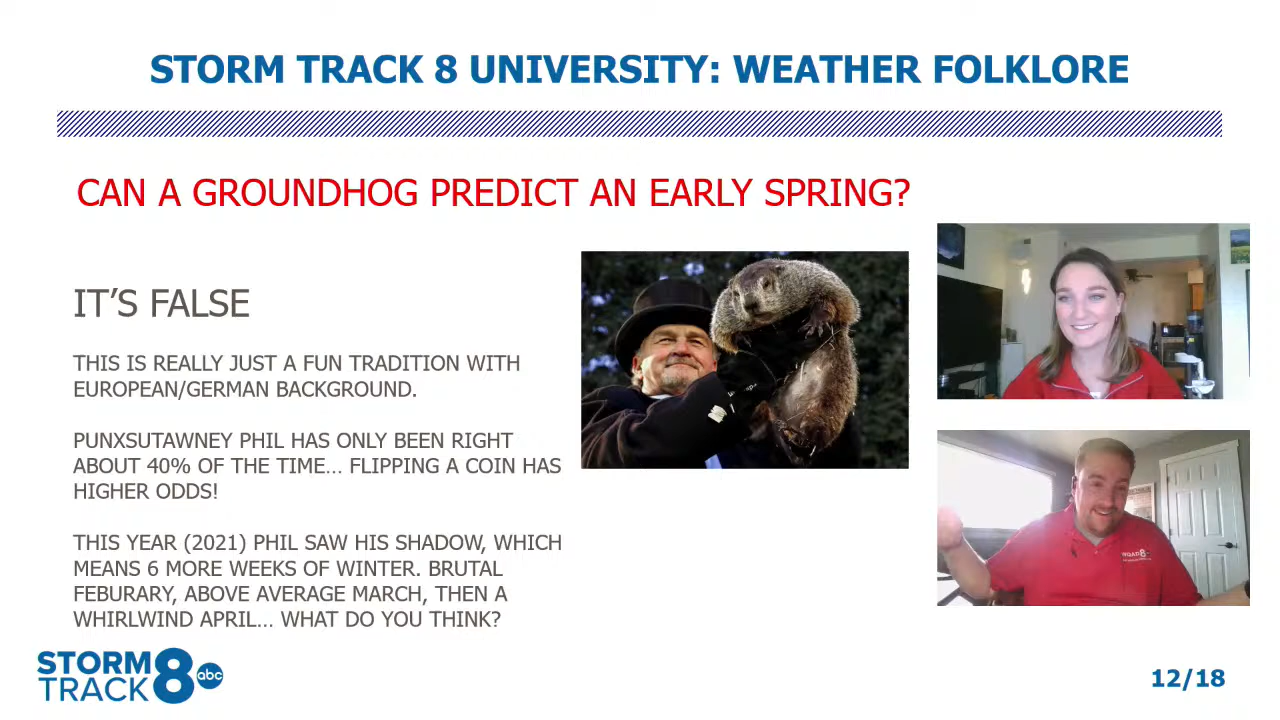 STORM TRACK 8 UNIVERSITY: WEATHER FOLKLORE
CAN A GROUNDHOG PREDICT AN EARLY SPRING?
IT'S FALSE
THIS IS REALLY JUST A FUN TRADITION WITH
EUROPEAN/GERMAN BACKGROUND.
PUNXSUTAWNEY PHIL HAS ONLY BEEN RIGHT
ABOUT 40% OF THE TIME... FLIPPING A COIN HAS
HIGHER ODDS!
THIS YEAR (2021) PHIL SAW HIS SHADOW, WHICH
MEANS 6 MORE WEEKS OF WINTER. BRUTAL
FEBURARY, ABOVE AVERAGE MARCH, THEN A
WHIRLWIND APRIL... WHAT DO YOU THINK?
WQAD 8
STORM
TRACK 8 abc
12/18